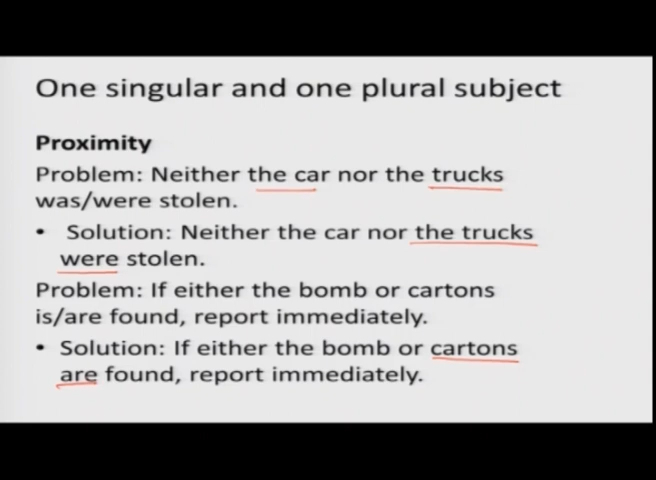 One singular and one plural subject
Proximity
Problem: Neither the car nor the trucks
was/were stolen.
• Solution: Neither the car nor the trucks
were stolen.
Problem: If either the bomb or cartons
is/are found, report immediately.
• Solution: If either the bomb or cartons
are found, report immediately.